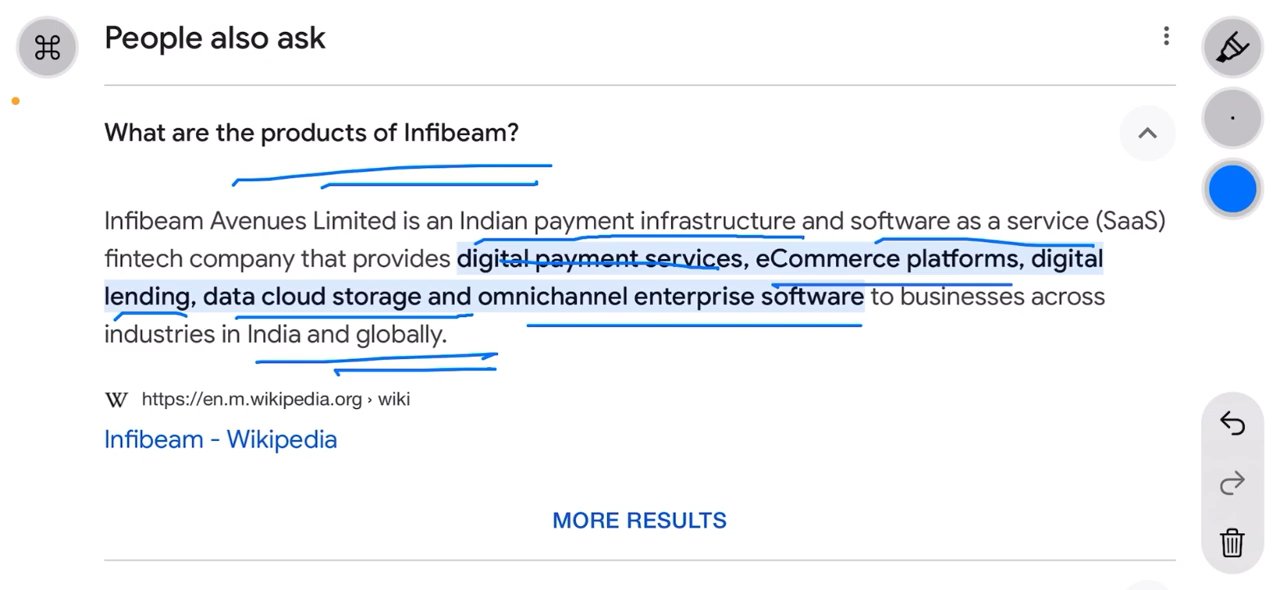 People also ask
What are the products of Infibeam?
Infibeam Avenues Limited is an Indian payment infrastructure and software as a service (SaaS)
fintech company that provides digital payment services, eCommerce platforms, digital
lending, data cloud storage and omnichannel enterprise software to businesses across
industries in India and globally.
W https://en.m.wikipedia.org › wiki
Infibeam - Wikipedia
MORE RESULTS